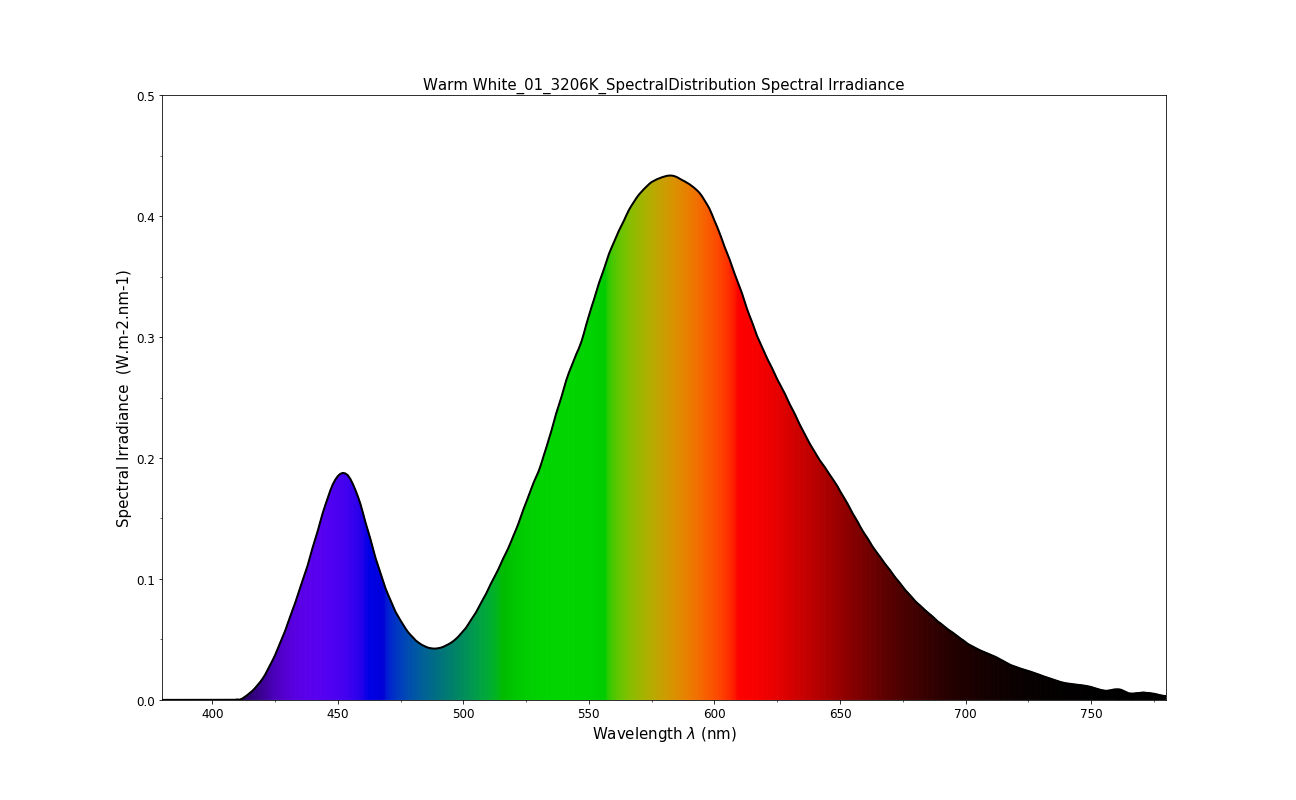 Warm White_01_3206K_SpectralDistribution Spectral Irradiance
0.5
0.4
0.3
0.2
0.1
0.0
Spectral Irradiance (W.m-2.nm-1)
400 450 500 550 600 650 700 750
Wavelength λ (nm)